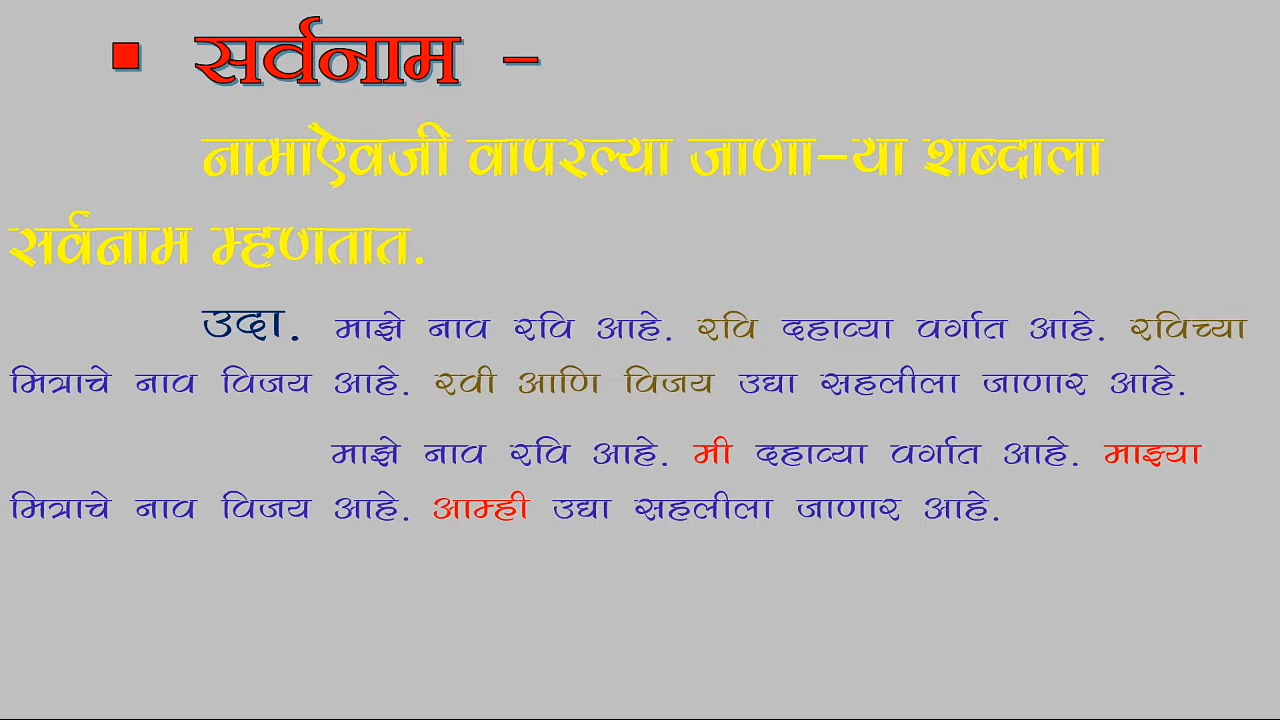 ▪ सर्वनाम -
नामाऐवजी वापरल्या जाणा-या शब्दाला
सर्वनाम म्हणतात.
उदा. माझे नाव रवि आहे. रवि दहाव्या वर्गात आहे. रविच्या
मित्राचे नाव विजय आहे. रवी आणि विजय उद्या सहलीला जाणार आहे.
माझे नाव रवि आहे. मी दहाव्या वर्गात आहे. माझ्या
मित्राचे नाव विजय आहे. आम्ही उद्या सहलीला जाणार आहे.